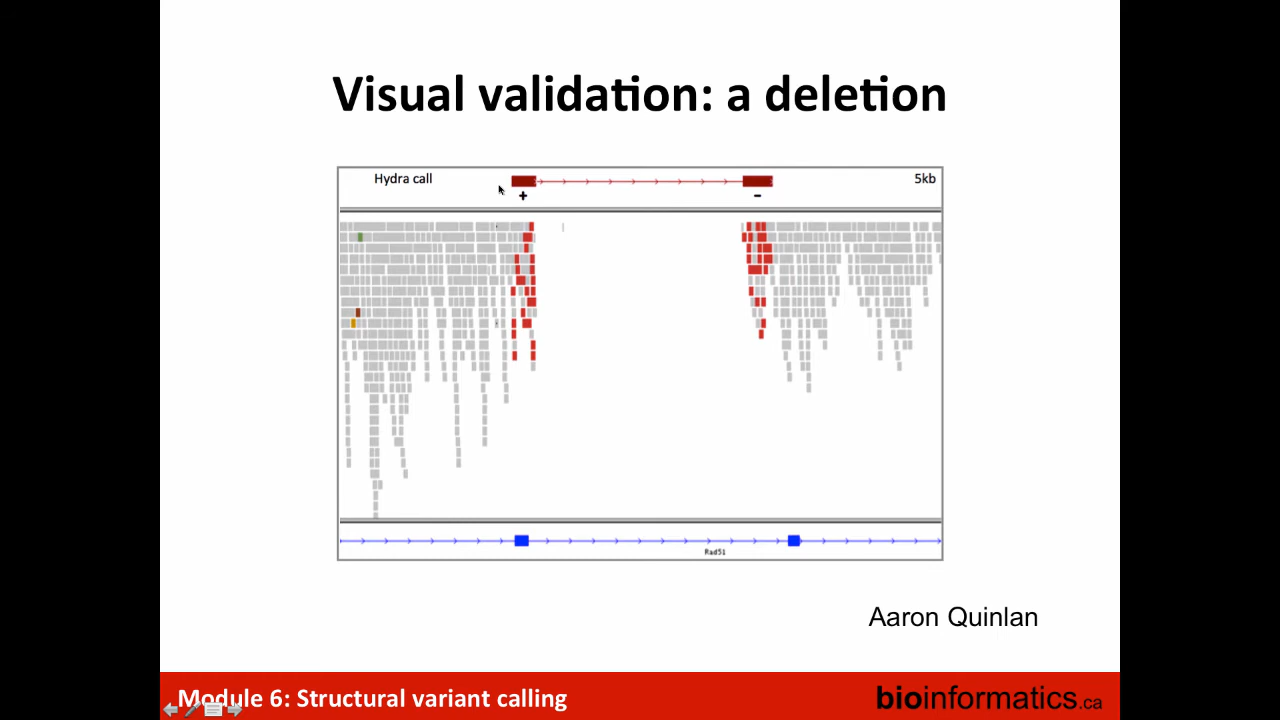 Visual validation: a deletion
Hydra call
5kb
+
-
Rad51
Aaron Quinlan
Module 6: Structural variant calling
bioinformatics.ca